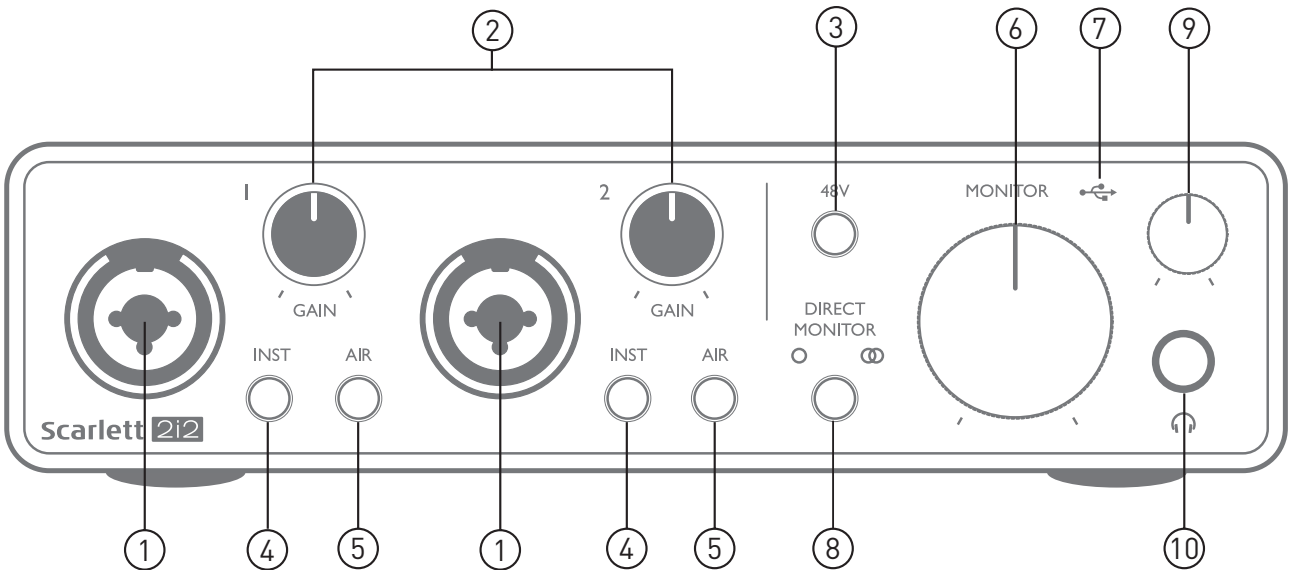 2 3 6 7 9
1 2 48V MONITOR
GAIN GAIN DIRECT
MONITOR
INST AIR INST AIR
Scarlett 2i2
1 4 5 1 4 5 8 10